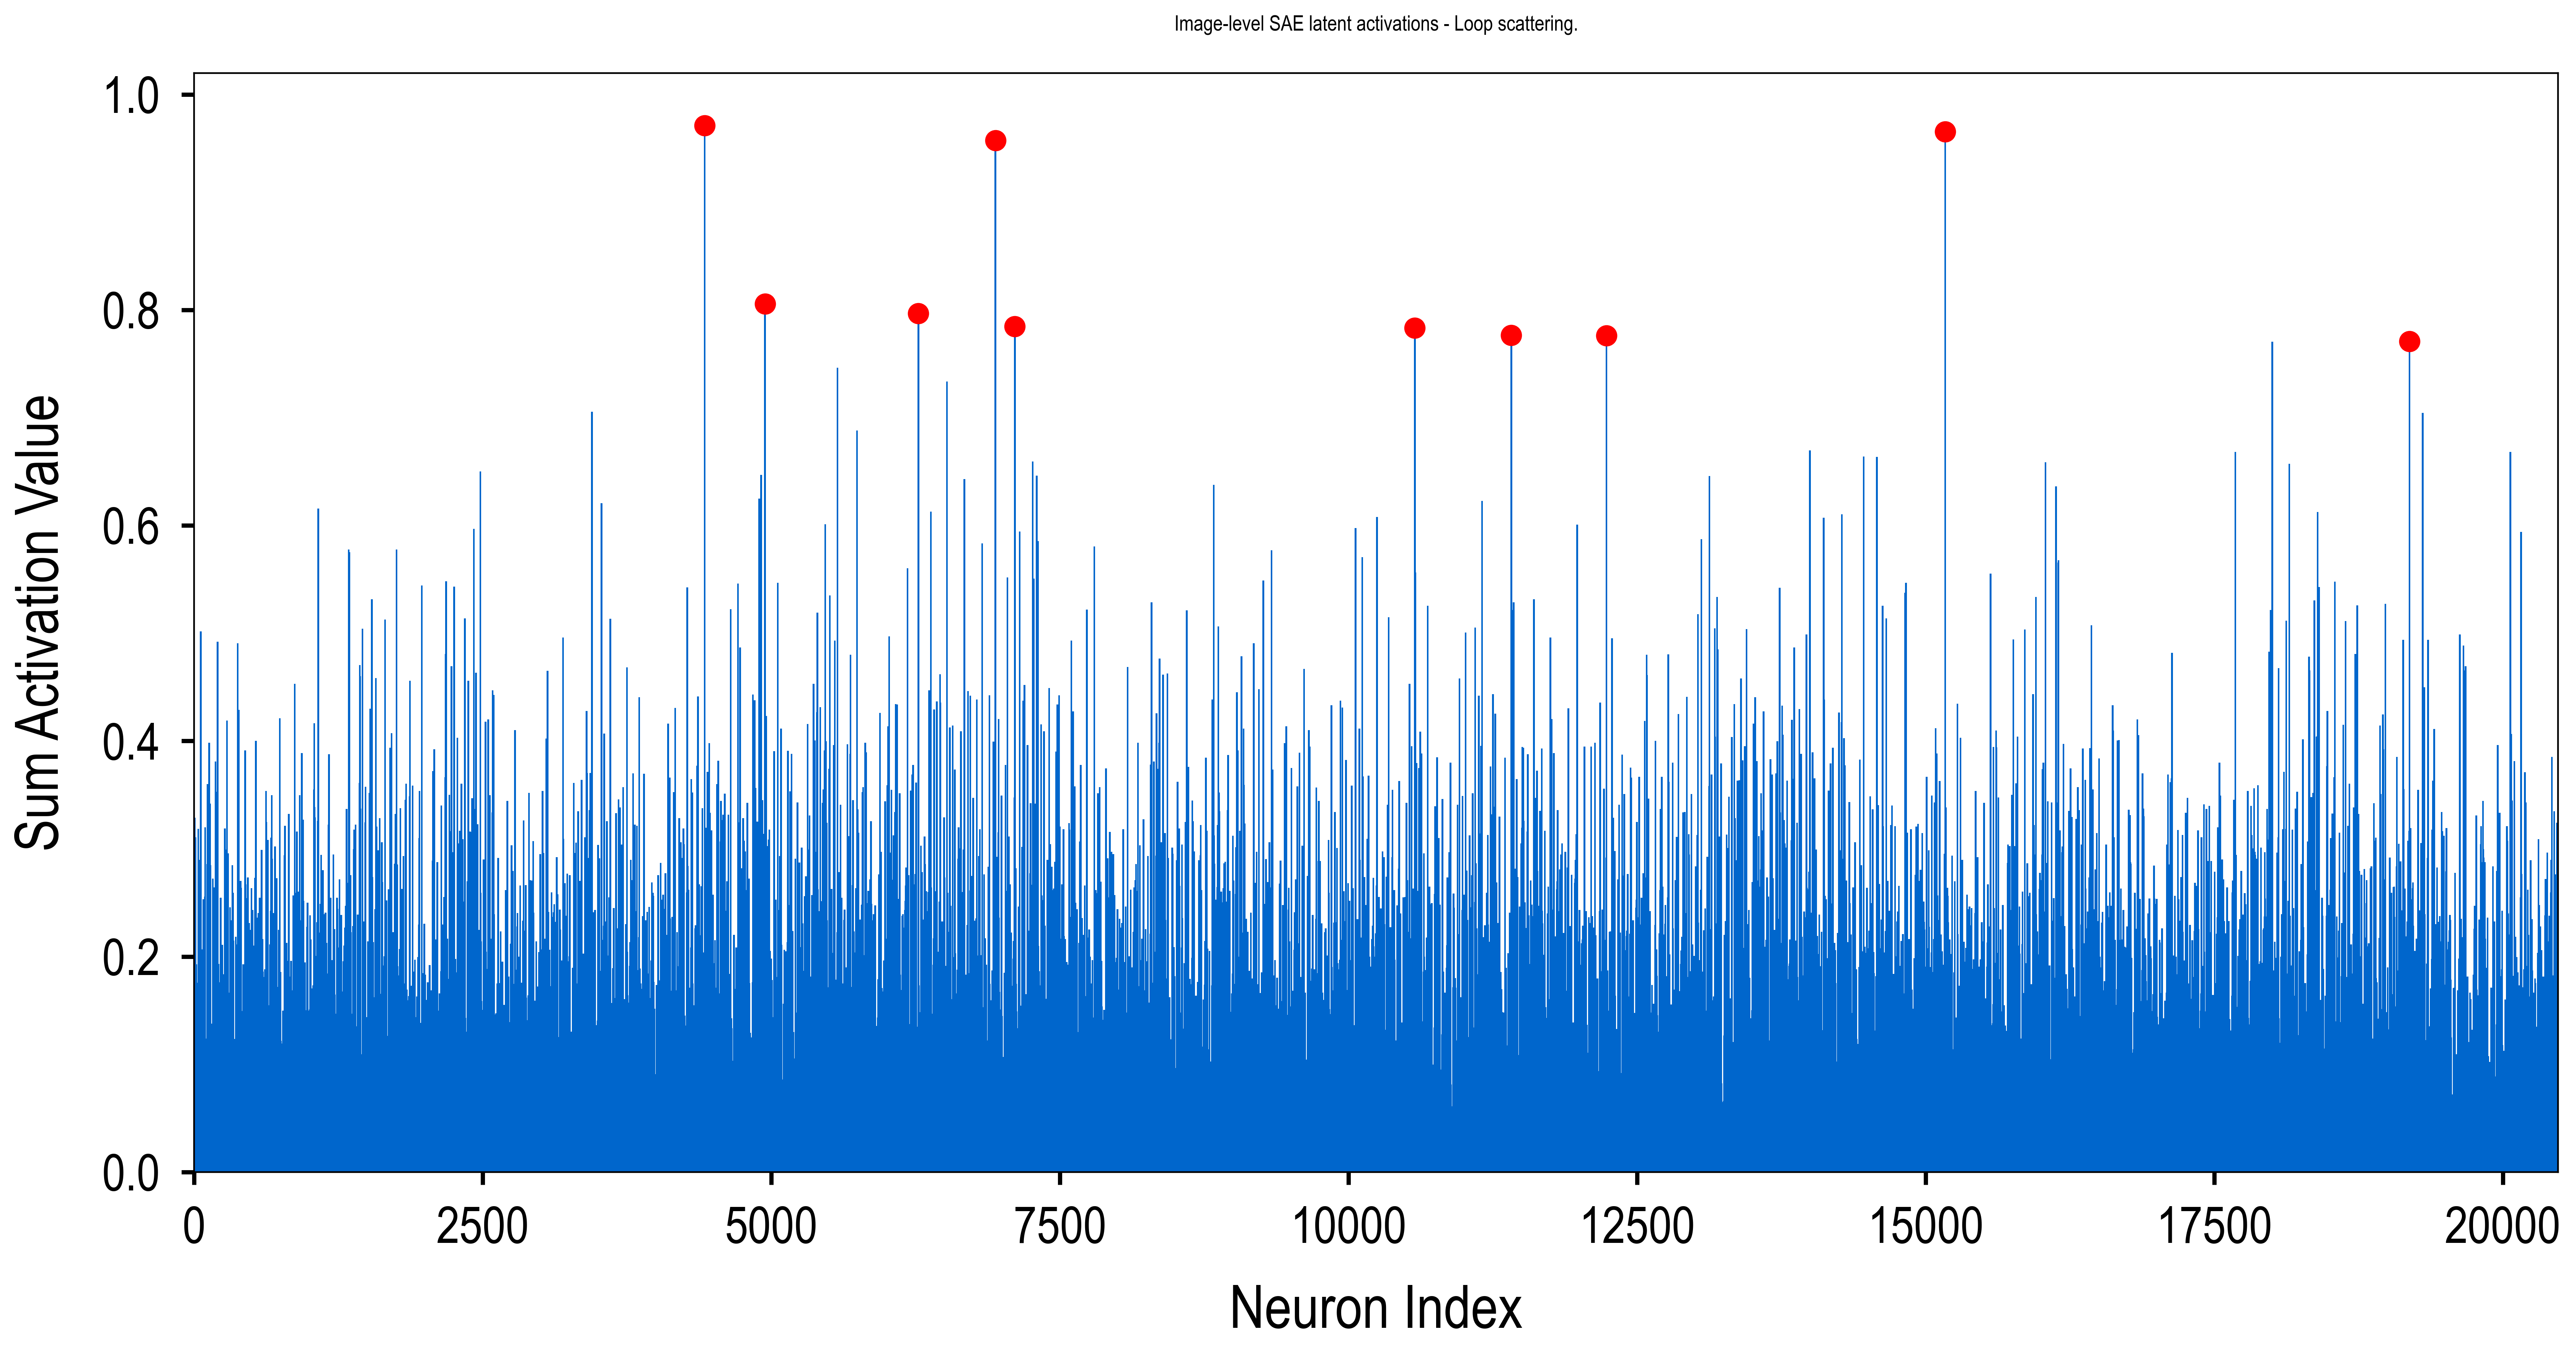 Image-level SAE latent activations - Loop scattering.
1.0
0.8
0.6
0.4
0.2
0.0
Sum Activation Value
0 2500 5000 7500 10000 12500 15000 17500 20000
Neuron Index